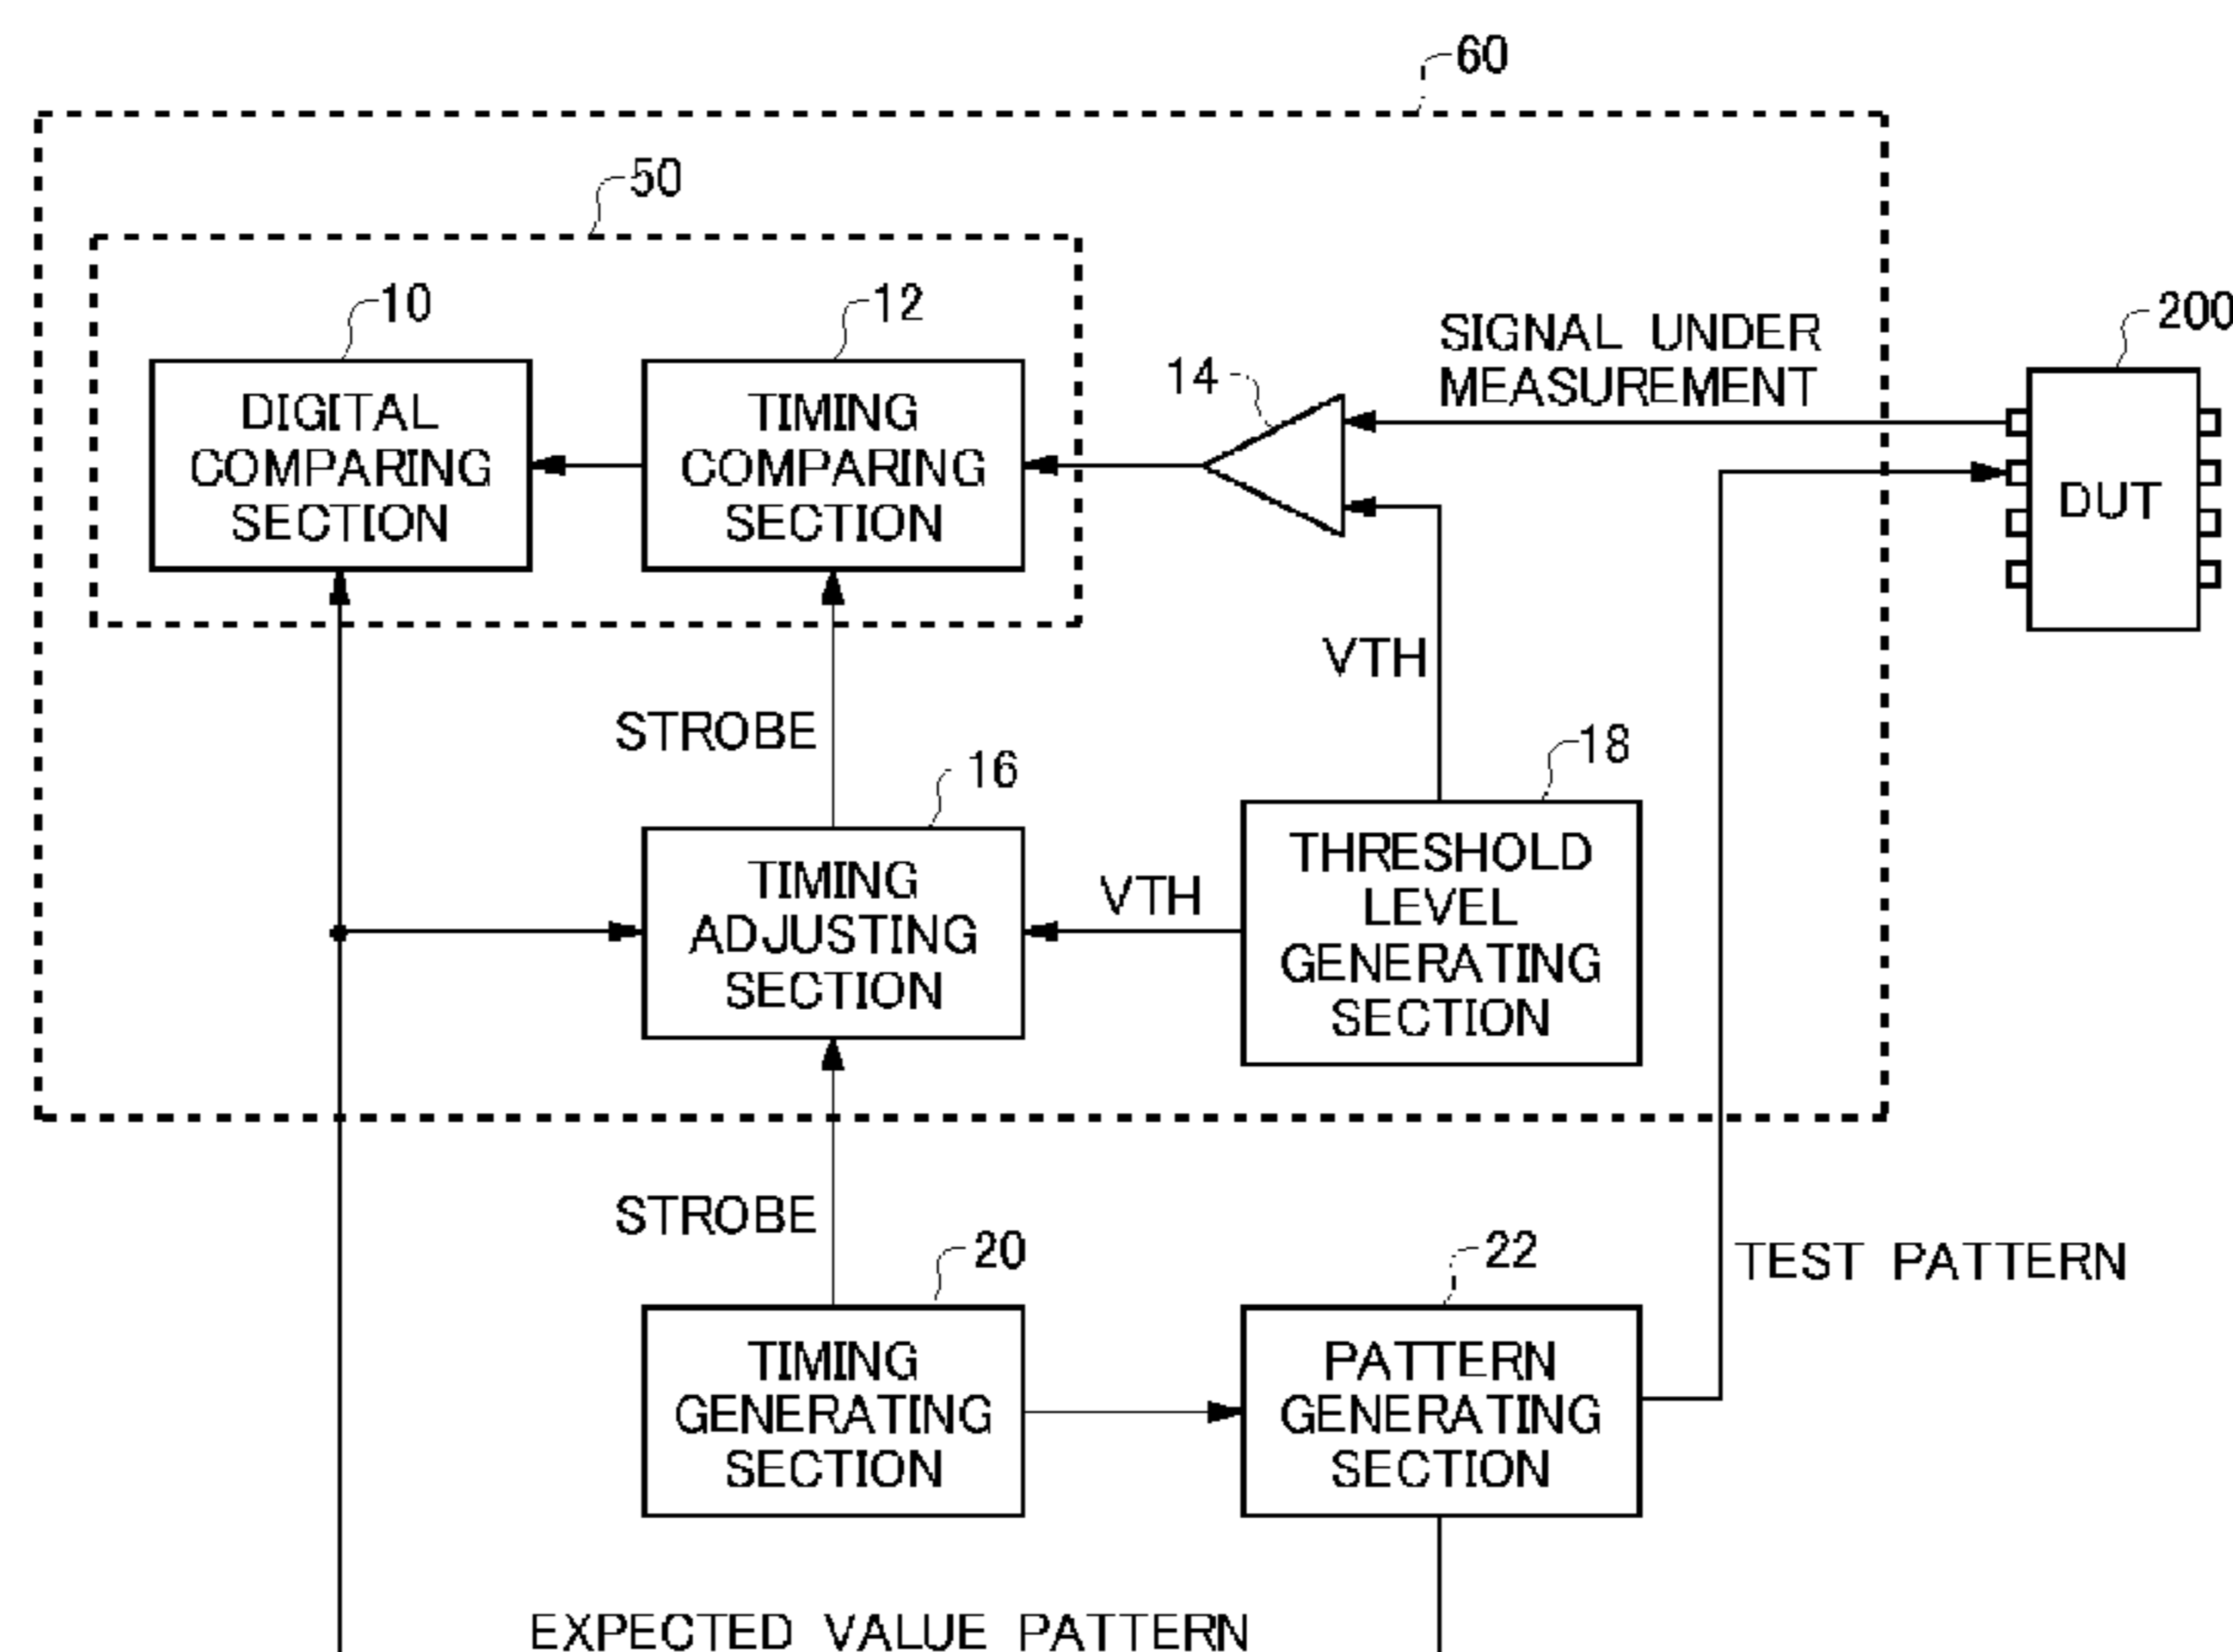 60
50
10
12
14
SIGNAL UNDER
MEASUREMENT
200
DIGITAL
COMPARING
SECTION
TIMING
COMPARING
SECTION
DUT
VTH
STROBE
16
18
TIMING
ADJUSTING
SECTION
VTH
THRESHOLD
LEVEL
GENERATING
SECTION
STROBE
20
22
TEST PATTERN
TIMING
GENERATING
SECTION
PATTERN
GENERATING
SECTION
EXPECTED VALUE PATTERN